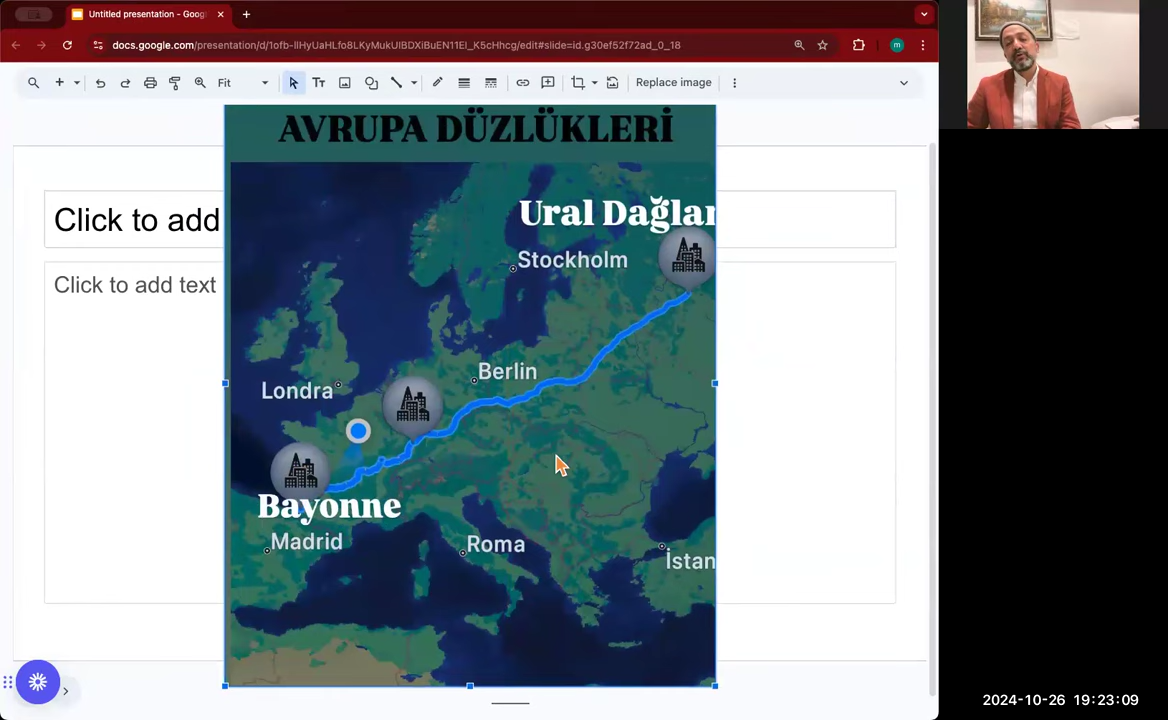 Untitled presentation - Goog
docs.google.com/presentation/d/1ofb-lIHyUaHLfo8LKyMukUIBDXiBuEN11EI_K5cHhcg/edit#slide=id.g30ef52f72ad_0_18
m
Fit
Replace image
AVRUPA DÜZLÜKLERİ
Click to add
Click to add text
Ural Dağlar
Stockholm
Berlin
Londra
Bayonne
Madrid
Roma
İstan
2024-10-26 19:23:09